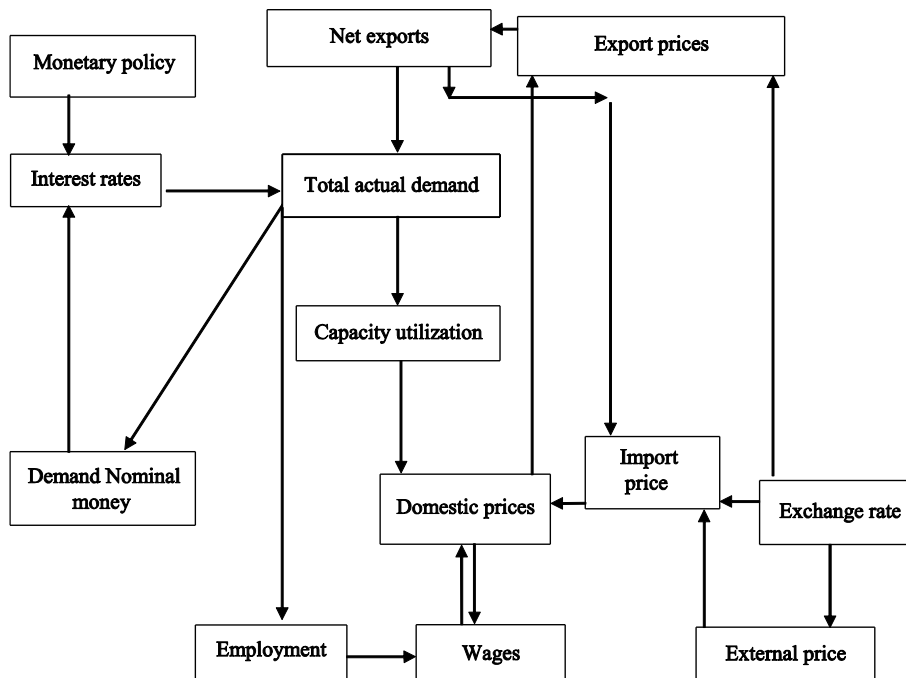 Net exports
Export prices
Monetary policy
Interest rates
Total actual demand
Capacity utilization
Import
price
Demand Nominal
money
Domestic prices
Exchange rate
Employment
Wages
External price